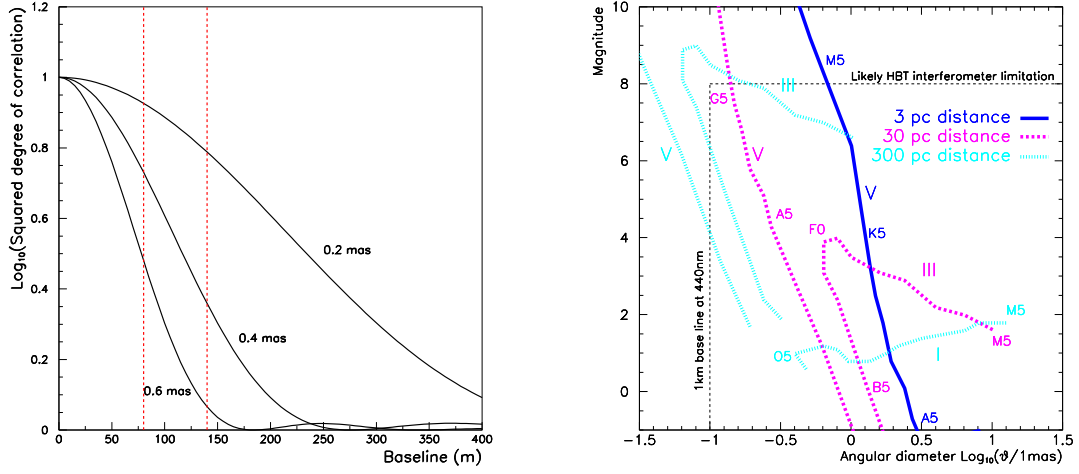 Log10(Squared degree of correlation)
1.2
1
0.8
0.6
0.4
0.2
0
0.2 mas
0.4 mas
0.6 mas
0 50 100 150 200 250 300 350 400
Baseline (m)
Magnitude
10
8
6
4
2
0
M5
Likely HBT interferometer limitation
III
G5
3 pc distance
30 pc distance
300 pc distance
V
V
V
A5
F0
K5
III
1km base line at 440nm
M5
M5
O5
I
B5
A5
−1.5 −1 −0.5 0 0.5 1 1.5
Angular diameter Log10(ϑ/1mas)